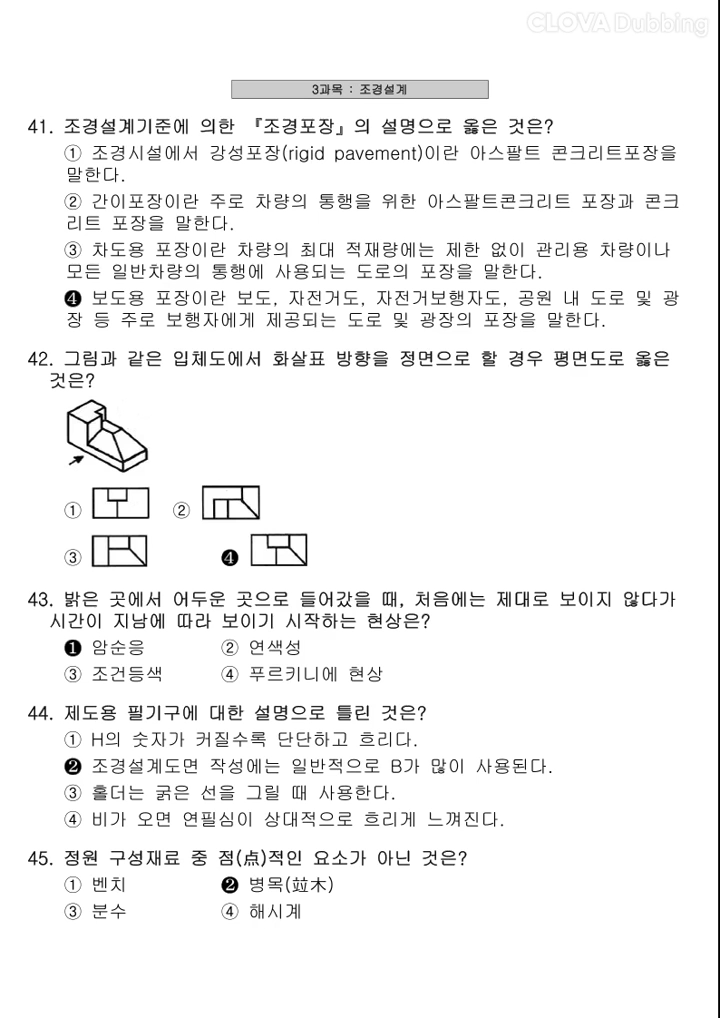 CLOVA Dubbing
3과목 : 조경설계
41. 조경설계기준에 의한 『조경포장』의 설명으로 옳은 것은?
① 조경시설에서 강성포장(rigid pavement)이란 아스팔트 콘크리트포장을
말한다.
② 간이포장이란 주로 차량의 통행을 위한 아스팔트콘크리트 포장과 콘크
리트 포장을 말한다.
③ 차도용 포장이란 차량의 최대 적재량에는 제한 없이 관리용 차량이나
모든 일반차량의 통행에 사용되는 도로의 포장을 말한다.
❹ 보도용 포장이란 보도, 자전거도, 자전거보행자도, 공원 내 도로 및 광
장 등 주로 보행자에게 제공되는 도로 및 광장의 포장을 말한다.
42. 그림과 같은 입체도에서 화살표 방향을 정면으로 할 경우 평면도로 옳은
것은?
① ②
③ ❹
43. 밝은 곳에서 어두운 곳으로 들어갔을 때, 처음에는 제대로 보이지 않다가
시간이 지남에 따라 보이기 시작하는 현상은?
❶ 암순응 ② 연색성
③ 조건등색 ④ 푸르키니에 현상
44. 제도용 필기구에 대한 설명으로 틀린 것은?
① H의 숫자가 커질수록 단단하고 흐리다.
❷ 조경설계도면 작성에는 일반적으로 B가 많이 사용된다.
③ 홀더는 굵은 선을 그릴 때 사용한다.
④ 비가 오면 연필심이 상대적으로 흐리게 느껴진다.
45. 정원 구성재료 중 점(点)적인 요소가 아닌 것은?
① 벤치 ❷ 병목(竝木)
③ 분수 ④ 해시계